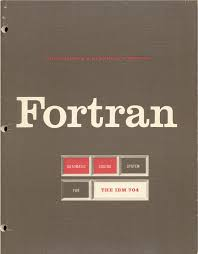 Fortran
AUTOMATIC CODING SYSTEM
FOR THE IBM 704